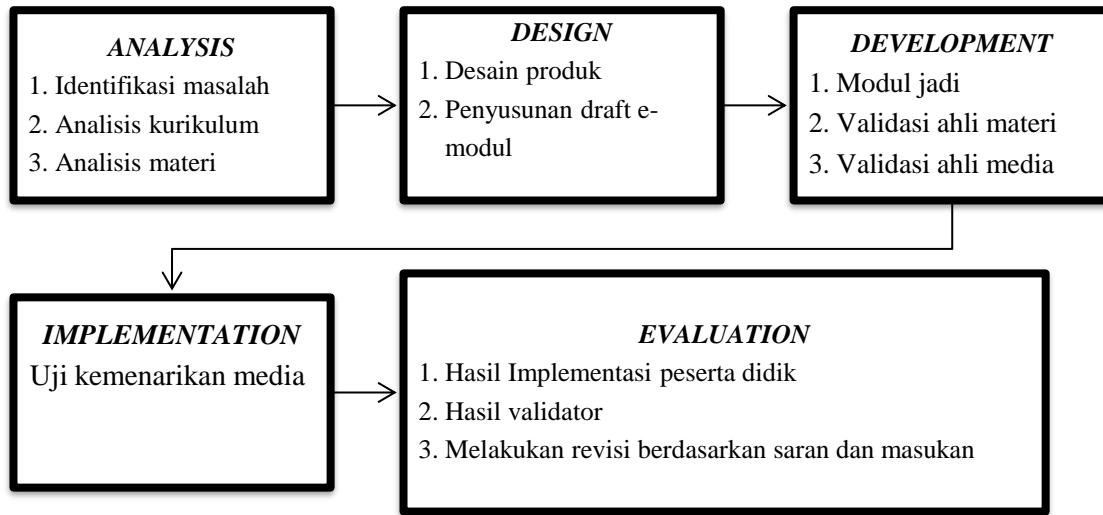 ANALYSIS
1. Identifikasi masalah
2. Analisis kurikulum
3. Analisis materi
DESIGN
1. Desain produk
2. Penyusunan draft e-
modul
DEVELOPMENT
1. Modul jadi
2. Validasi ahli materi
3. Validasi ahli media
IMPLEMENTATION
Uji kemenarikan media
EVALUATION
1. Hasil Implementasi peserta didik
2. Hasil validator
3. Melakukan revisi berdasarkan saran dan masukan